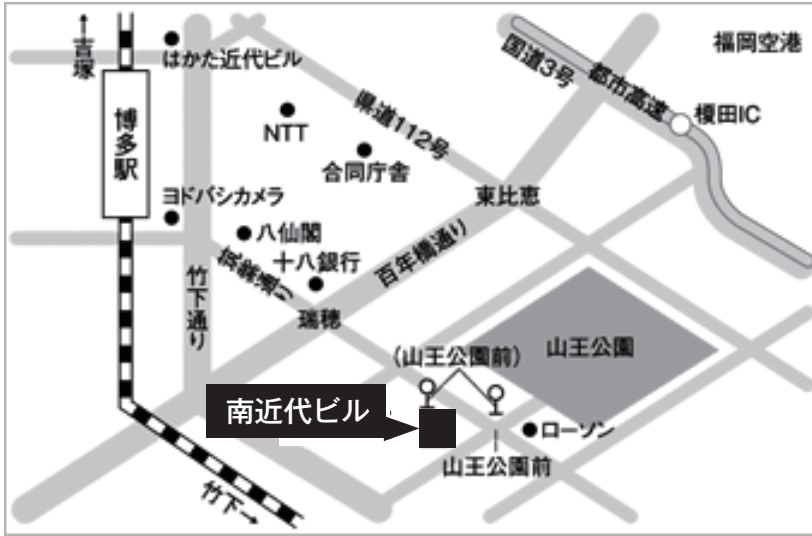 ←吉塚
はかた近代ビル
福岡空港
国道3号
都市高速
榎田IC
博多駅
NTT
県道112号
合同庁舎
ヨドバシカメラ
東比恵
八仙閣
百年橋通り
十八銀行
竹下通り
瑞穂
山王公園
(山王公園前)
南近代ビル
ローソン
山王公園前
竹下→